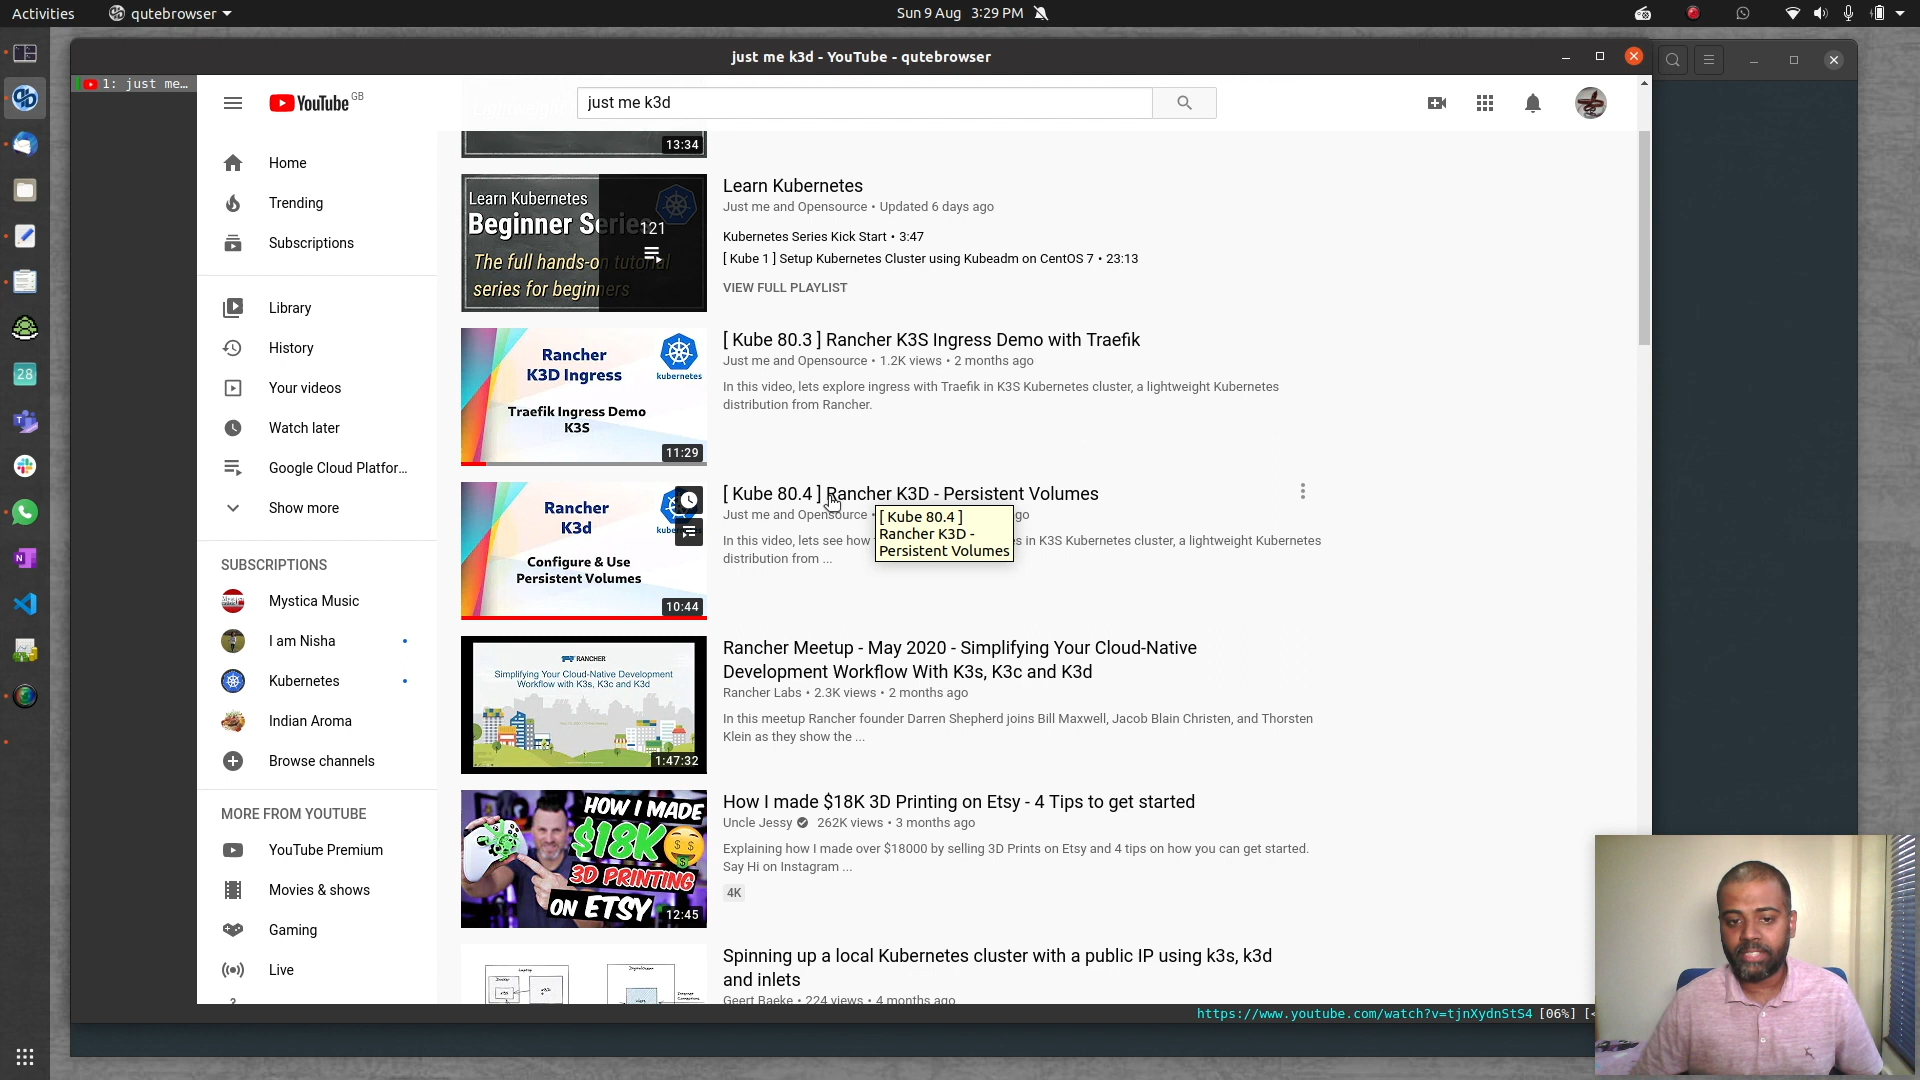 Activities
qutebrowser
Sun 9 Aug 3:29 PM
just me k3d - YouTube - qutebrowser
1: just me…
YouTube GB
just me k3d
Home
Trending
Subscriptions
Library
History
Your videos
Watch later
Google Cloud Platfor...
Show more
SUBSCRIPTIONS
Mystica Music
I am Nisha
Kubernetes
Indian Aroma
Browse channels
MORE FROM YOUTUBE
YouTube Premium
Movies & shows
Gaming
Live
28
13:34
Learn Kubernetes
Beginner Series
The full hands-on tutorial
series for beginners
121
Learn Kubernetes
Just me and Opensource • Updated 6 days ago
Kubernetes Series Kick Start • 3:47
[ Kube 1 ] Setup Kubernetes Cluster using Kubeadm on CentOS 7 • 23:13
VIEW FULL PLAYLIST
Rancher
K3D Ingress
kubernetes
Traefik Ingress Demo
K3S
11:29
[ Kube 80.3 ] Rancher K3S Ingress Demo with Traefik
Just me and Opensource • 1.2K views • 2 months ago
In this video, lets explore ingress with Traefik in K3S Kubernetes cluster, a lightweight Kubernetes
distribution from Rancher.
Rancher
K3d
Configure & Use
Persistent Volumes
10:44
[ Kube 80.4 ] Rancher K3D - Persistent Volumes
Just me and Opensource •
In this video, lets see how
in K3S Kubernetes cluster, a lightweight Kubernetes
distribution from ...
[ Kube 80.4 ]
Rancher K3D -
Persistent Volumes
RANCHER
Simplifying Your Cloud-Native Development
Workflow with K3s, K3c and K3d
1:47:32
Rancher Meetup - May 2020 - Simplifying Your Cloud-Native
Development Workflow With K3s, K3c and K3d
Rancher Labs • 2.3K views • 2 months ago
In this meetup Rancher founder Darren Shepherd joins Bill Maxwell, Jacob Blain Christen, and Thorsten
Klein as they show the ...
HOW I MADE
$18K
3D PRINTING
ON ETSY
12:45
How I made $18K 3D Printing on Etsy - 4 Tips to get started
Uncle Jessy 262K views • 3 months ago
Explaining how I made over $18000 by selling 3D Prints on Etsy and 4 tips on how you can get started.
Say Hi on Instagram ...
4K
Spinning up a local Kubernetes cluster with a public IP using k3s, k3d
and inlets
Geert Baeke • 224 views • 4 months ago
https://www.youtube.com/watch?v=tjnXydnStS4 [06%] [<